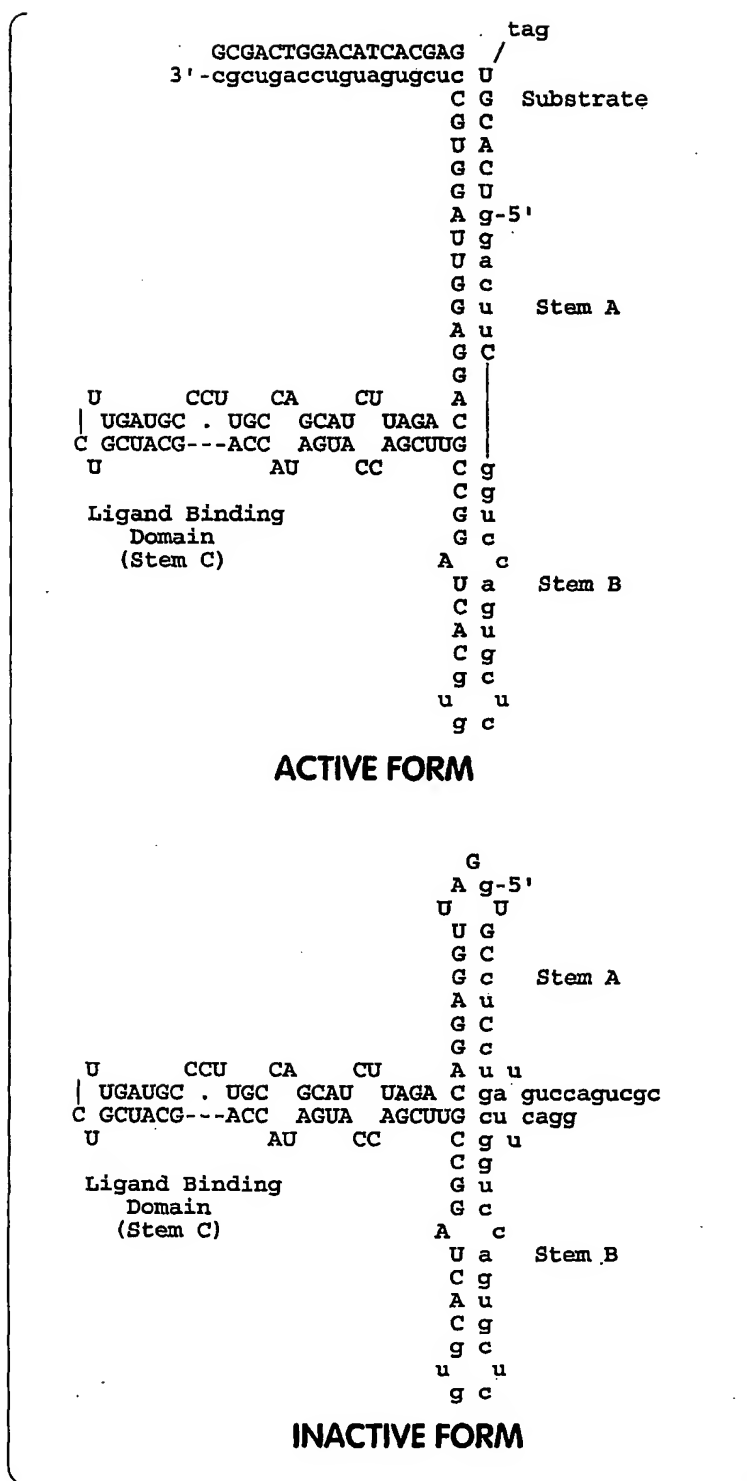 tag
GCGACTGGACATCACGAG
3'-cgcugaccuguagugcuc U
C G Substrate
G C
U A
G C
G U
A g-5'
U g
U a
G c
G u Stem A
A u
G C
G
U CCU CA CU A
UGAUGC . UGC GCAU UAGA C
C GCUACG---ACC AGUA AGCUUG
U AU CC C g
C g
Ligand Binding G u
Domain G c
(Stem C) A c
U a Stem B
C g
A u
C g
g c
u u
g c
ACTIVE FORM
G
A g-5'
U U
U G
G C
G c Stem A
A u
G C
G c
U CCU CA CU A u u
UGAUGC . UGC GCAU UAGA C ga guccagucgc
C GCUACG---ACC AGUA AGCUUG cu cagg
U AU CC C g u
C g
Ligand Binding G u
Domain G c
(Stem C) A c
U a Stem B
C g
A u
C g
g c
u u
g c
INACTIVE FORM